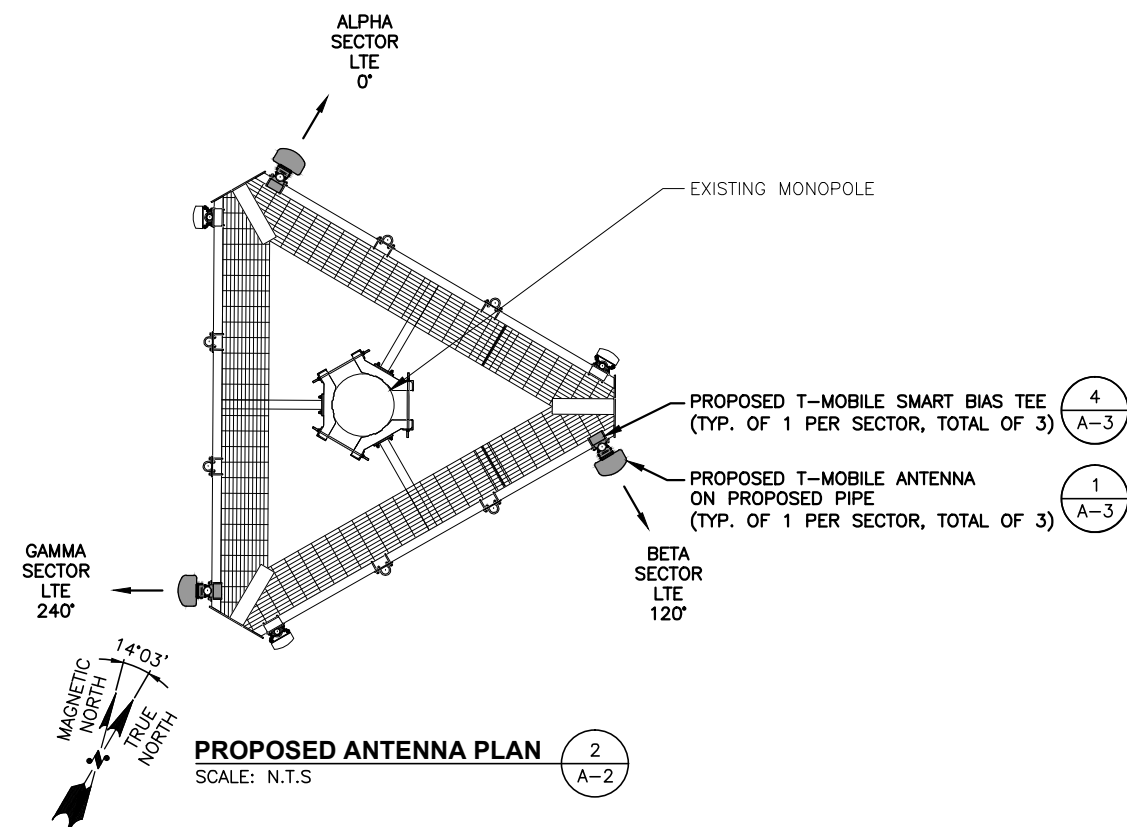 ALPHA
SECTOR
LTE
0°
EXISTING MONOPOLE
PROPOSED T-MOBILE SMART BIAS TEE
(TYP. OF 1 PER SECTOR, TOTAL OF 3)
4
A-3
PROPOSED T-MOBILE ANTENNA
ON PROPOSED PIPE
(TYP. OF 1 PER SECTOR, TOTAL OF 3)
1
A-3
BETA
SECTOR
LTE
120°
GAMMA
SECTOR
LTE
240°
14°03'
MAGNETIC
NORTH
TRUE
NORTH
N
PROPOSED ANTENNA PLAN
SCALE: N.T.S
2
A-2